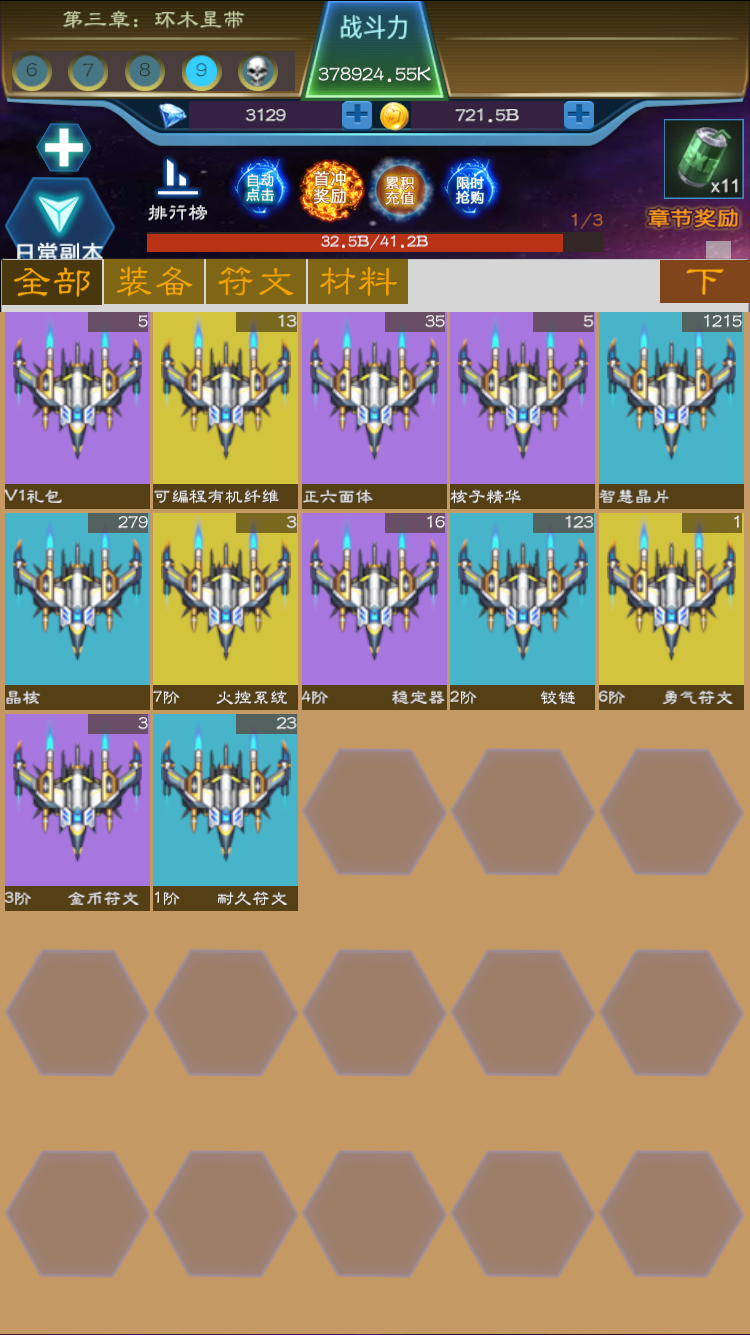 第三章：环木星带
战斗力
6 7 8 9
378924.55K
3129
721.5B
排行榜
自动点击
首冲奖励
累积充值
限时抢购
x11
章节奖励
1/3
日常副本
32.5B/41.2B
全部 装备 符文 材料 下
5 13 35 5 1215
V1礼包 可编程有机纤维 正六面体 核子精华 智慧晶片
279 3 16 123 1
晶核 7阶 火控系统 4阶 稳定器 2阶 铰链 6阶 勇气符文
3 23
3阶 金币符文 1阶 耐久符文